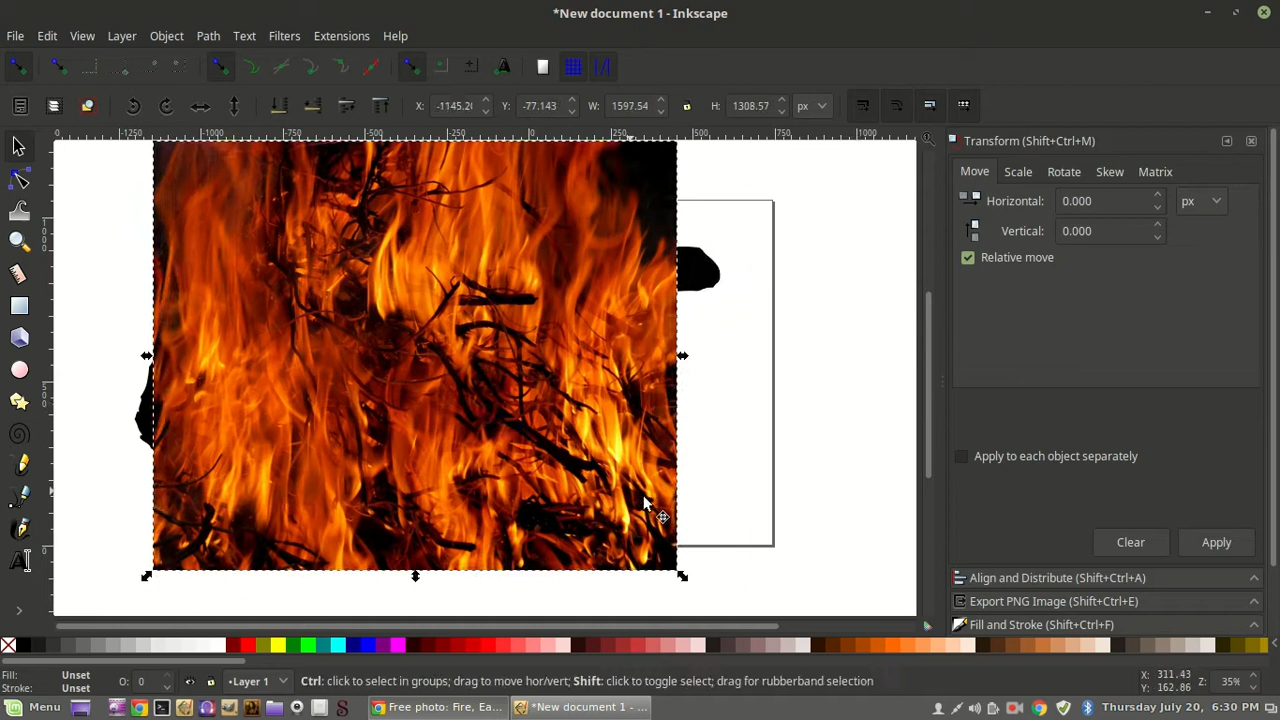 *New document 1 - Inkscape
File Edit View Layer Object Path Text Filters Extensions Help
X: -1145.2 Y: -77.143 W: 1597.54 H: 1308.57 px
Transform (Shift+Ctrl+M)
Move Scale Rotate Skew Matrix
Horizontal: 0.000 px
Vertical: 0.000
Relative move
Apply to each object separately
Clear Apply
Align and Distribute (Shift+Ctrl+A)
Export PNG Image (Shift+Ctrl+E)
Fill and Stroke (Shift+Ctrl+F)
Fill: Unset
Stroke: Unset
O: 0
•Layer 1
Ctrl: click to select in groups; drag to move hor/vert; Shift: click to toggle select; drag for rubberband selection
X: 311.43
Y: 162.86
Z: 35%
Menu
Free photo: Fire, Ea...
*New document 1 - ...
Thursday July 20, 6:30 PM